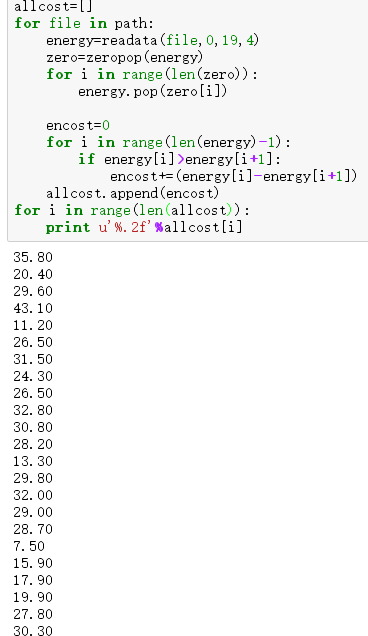 allcost=[]
for file in path:
    energy=readata(file,0,19,4)
    zero=zeropop(energy)
    for i in range(len(zero)):
        energy.pop(zero[i])

    encost=0
    for i in range(len(energy)-1):
        if energy[i]>energy[i+1]:
            encost+=(energy[i]-energy[i+1])
    allcost.append(encost)
for i in range(len(allcost)):
    print u'%.2f'%allcost[i]
35.80
20.40
29.60
43.10
11.20
26.50
31.50
24.30
26.50
32.80
30.80
28.20
13.30
29.80
32.00
29.00
28.70
7.50
15.90
17.90
19.90
27.80
30.30